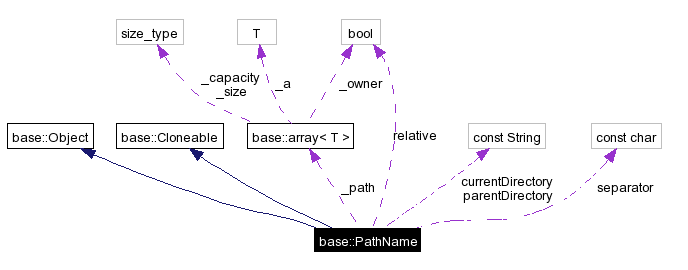 size_type
T
bool
_capacity
_size
_a
_owner
base::Object
base::Cloneable
base::array< T >
relative
const String
const char
_path
currentDirectory
parentDirectory
separator
base::PathName